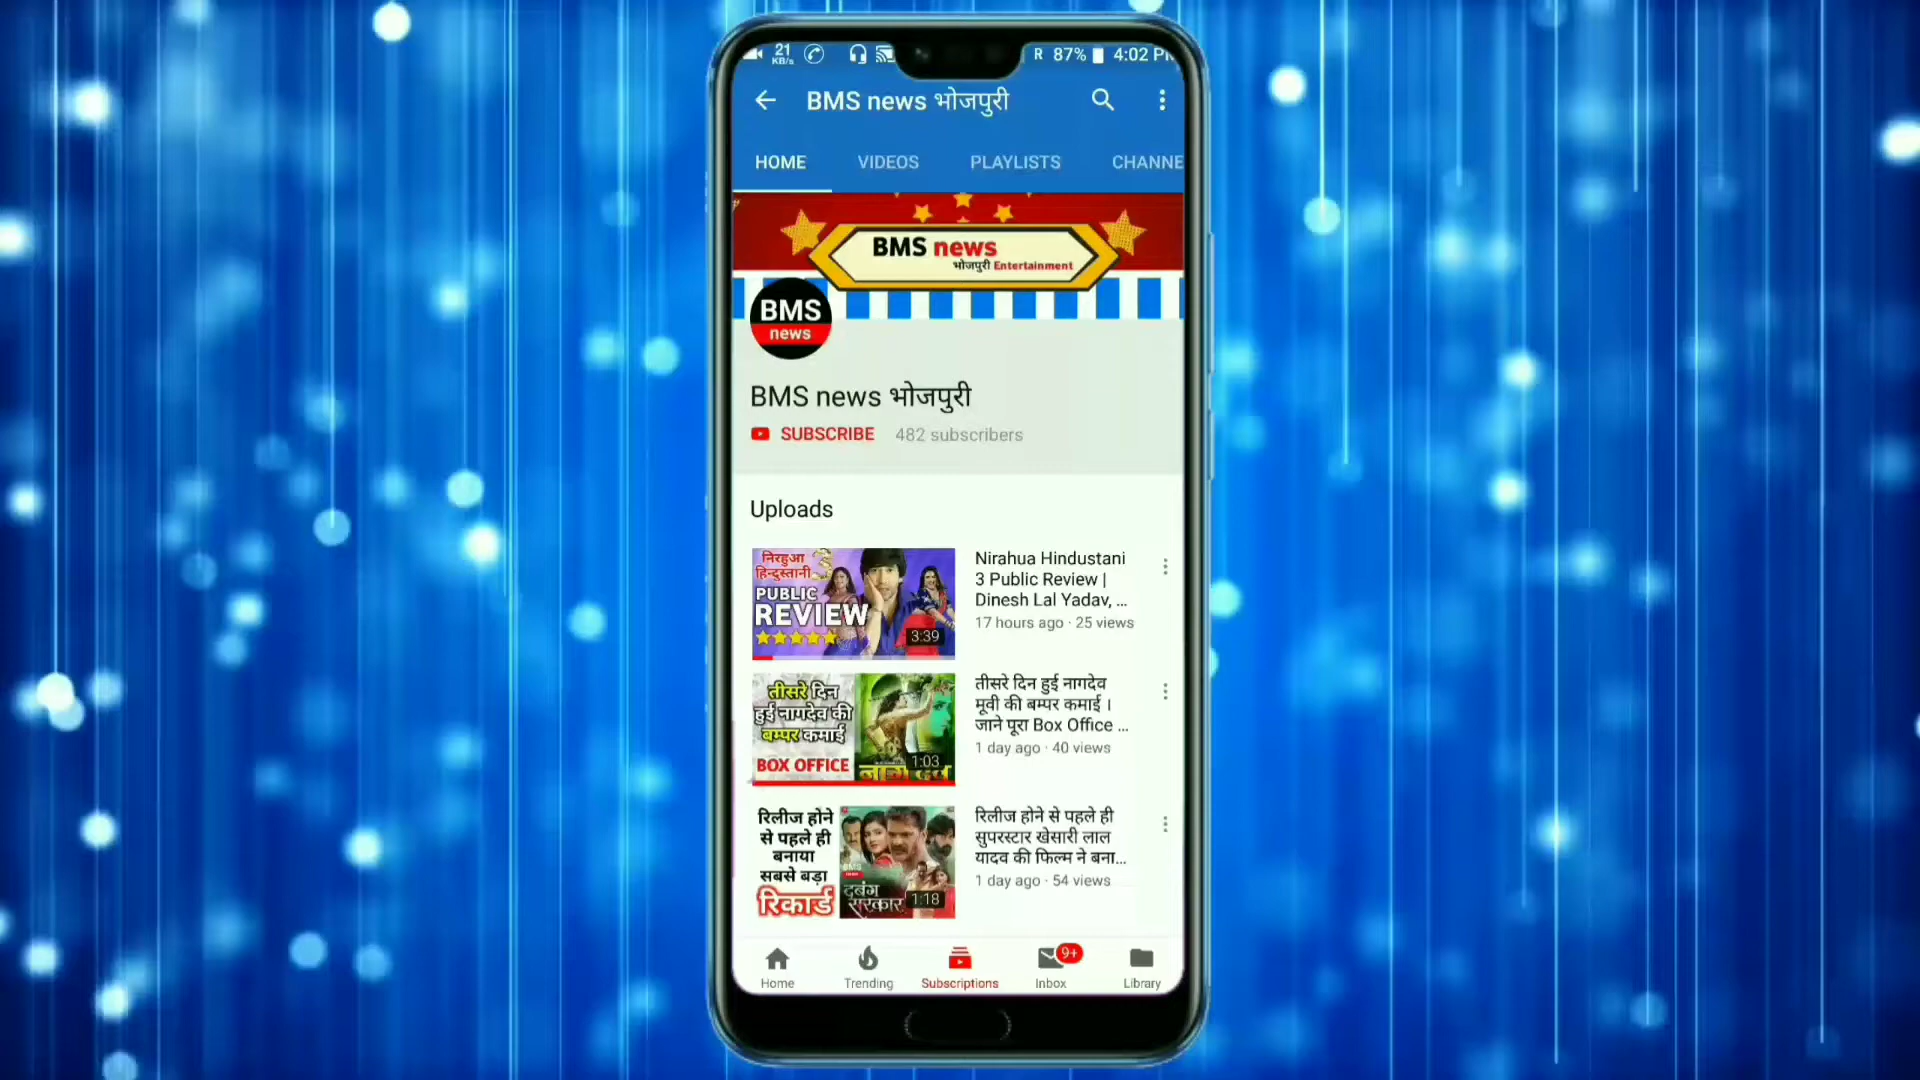 21
KB/s
R 87% 4:02 PM
BMS news भोजपुरी
HOME VIDEOS PLAYLISTS CHANNE
BMS news
भोजपुरी Entertainment
BMS
news
BMS news भोजपुरी
SUBSCRIBE 482 subscribers
Uploads
निरहुआ
हिन्दुस्तानी 3
PUBLIC
REVIEW
3:39
Nirahua Hindustani
3 Public Review |
Dinesh Lal Yadav, ...
17 hours ago · 25 views
तीसरे दिन
हुई नागदेव की
बम्पर कमाई
BOX OFFICE
नाग देव
1:03
तीसरे दिन हुई नागदेव
मूवी की बम्पर कमाई ।
जाने पूरा Box Office ...
1 day ago · 40 views
रिलीज होने
से पहले ही
बनाया
सबसे बड़ा
रिकार्ड
दबंग
सरकार
1:18
रिलीज होने से पहले ही
सुपरस्टार खेसारी लाल
यादव की फिल्म ने बना...
1 day ago · 54 views
9+
Home Trending Subscriptions Inbox Library